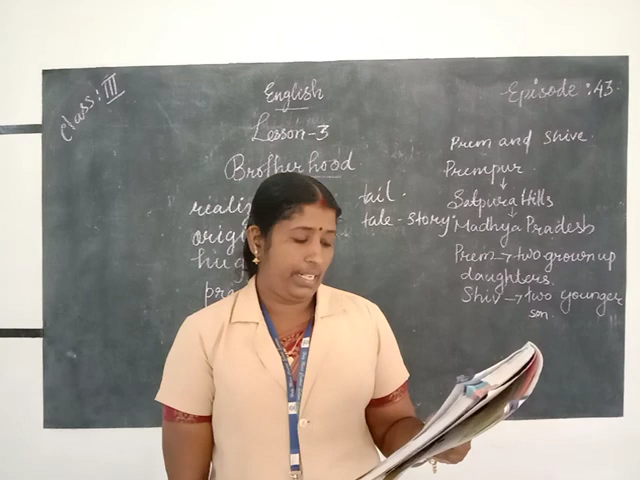 Class: III
English
Episode: 43
Lesson-3
Brotherhood
tail.
tale - story
Prem and Shive.
Prempur.
↓
Satpura Hills
↓
Madhya Pradesh
Prem → two grown up
daughters.
Shiv → two younger
son.